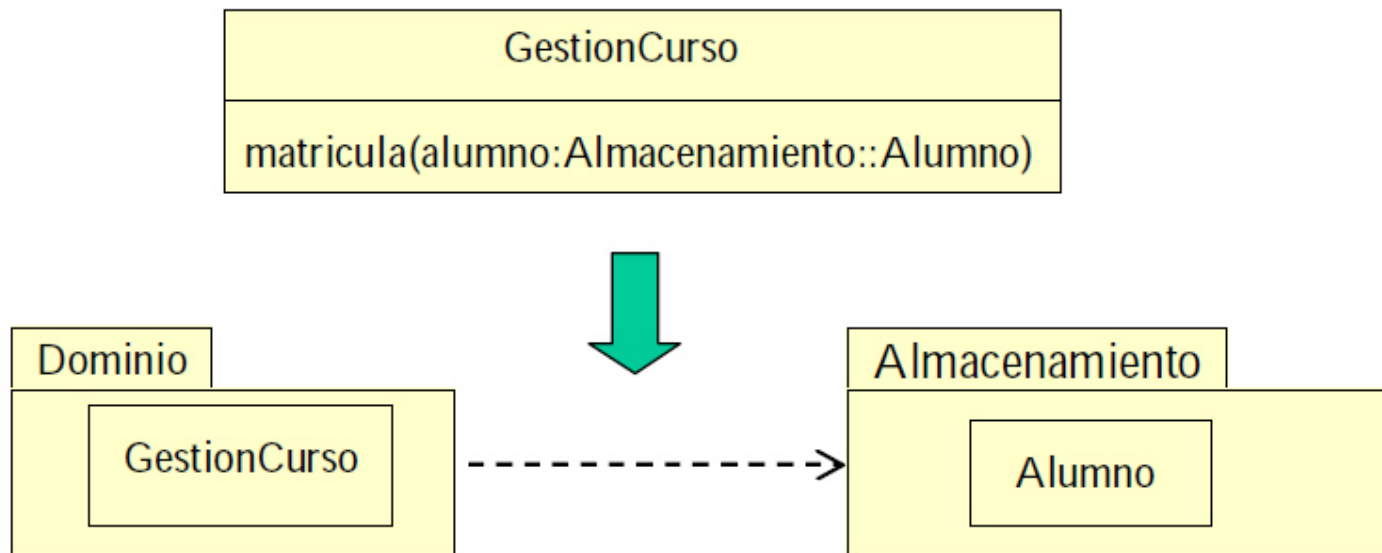 GestionCurso
matricula(alumno:Almacenamiento::Alumno)
Dominio
GestionCurso
Almacenamiento
Alumno